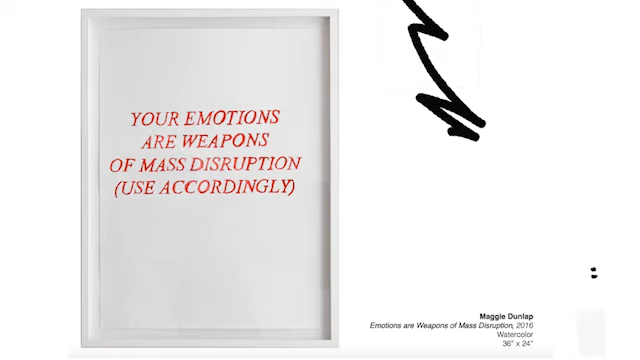 YOUR EMOTIONS
ARE WEAPONS
OF MASS DISRUPTION
(USE ACCORDINGLY)
Maggie Dunlap
Emotions are Weapons of Mass Disruption, 2016
Watercolor
36" x 24"